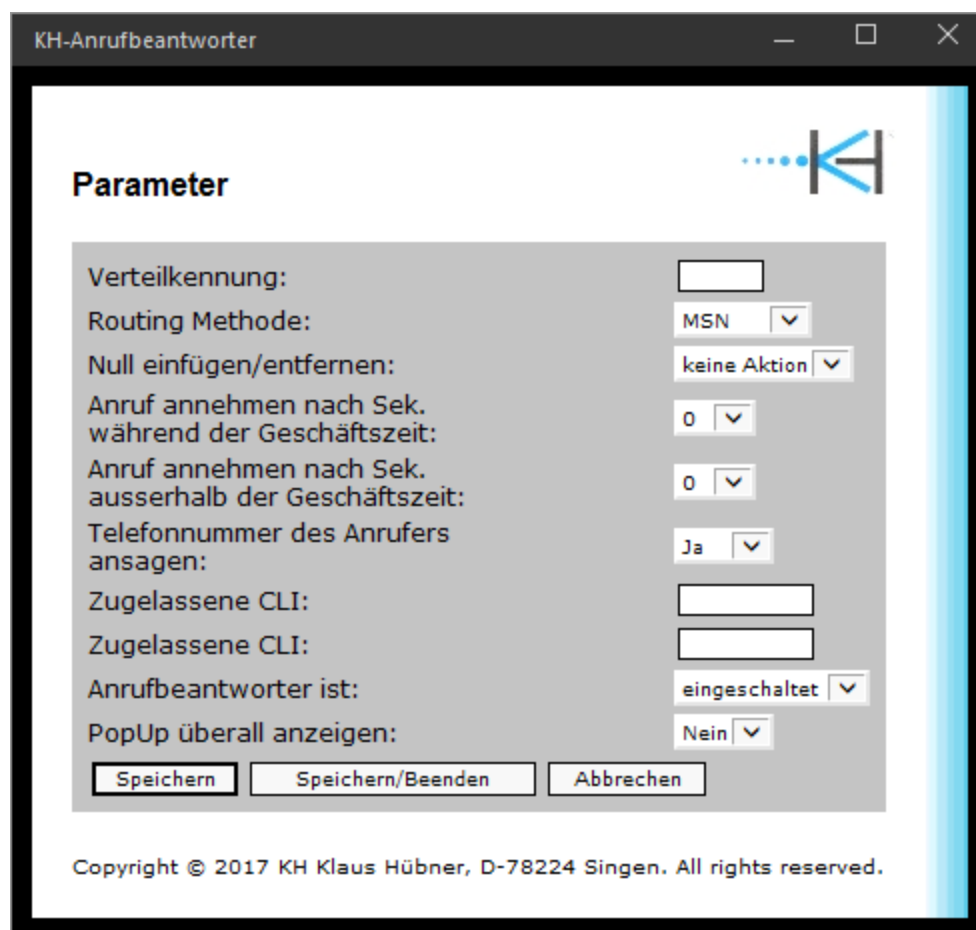 KH-Anrufbeantworter
KH
Parameter
Verteilkennung:
Routing Methode:
MSN
Null einfügen/entfernen:
keine Aktion
Anruf annehmen nach Sek.
während der Geschäftszeit:
0
Anruf annehmen nach Sek.
ausserhalb der Geschäftszeit:
0
Telefonnummer des Anrufers
ansagen:
Ja
Zugelassene CLI:
Zugelassene CLI:
Anrufbeantworter ist:
eingeschaltet
PopUp überall anzeigen:
Nein
Speichern
Speichern/Beenden
Abbrechen
Copyright © 2017 KH Klaus Hübner, D-78224 Singen. All rights reserved.